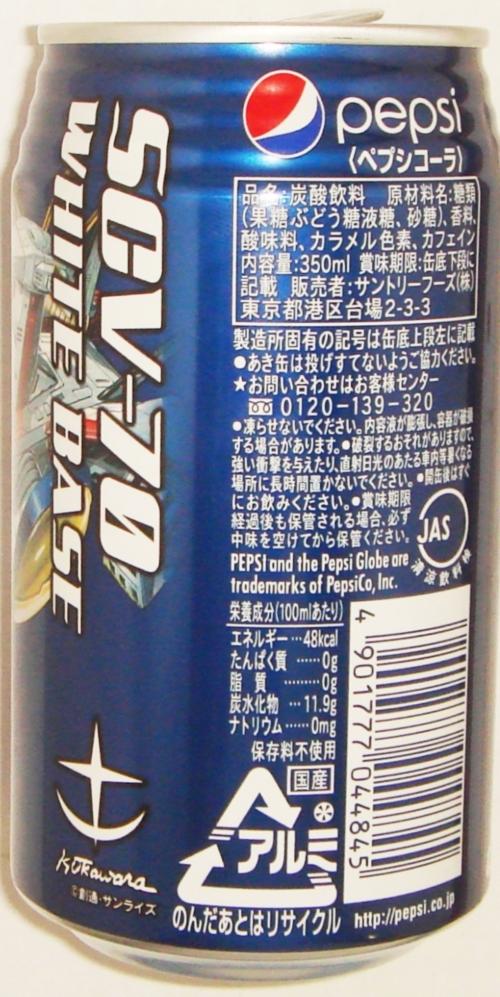 SCV-70
WHITE BASE
Kokawara
©創通・サンライズ
pepsi
〈ペプシコーラ〉
品名:炭酸飲料 原材料名:糖類
(果糖ぶどう糖液糖、砂糖)、香料、
酸味料、カラメル色素、カフェイン
内容量:350ml 賞味期限:缶底下段に
記載 販売者:サントリーフーズ(株)
東京都港区台場2-3-3
製造所固有の記号は缶底上段左に記載
●あき缶は投げすてないようご協力ください。
★お問い合わせはお客様センター
0120-139-320
●凍らせないでください。内容液が膨張し、容器が破損
する場合があります。●破裂するおそれがありますので、
強い衝撃を与えたり、直射日光のあたる車内等暑くなる
場所に長時間置かないでください。●開缶後はすぐ
にお飲みください。●賞味期限
経過後も保管される場合、必ず
中味を空けてから保管ください。
JAS
清涼飲料検
PEPSI and the Pepsi Globe are
trademarks of PepsiCo, Inc.
栄養成分(100mlあたり)
エネルギー…48kcal
たんぱく質……0g
脂 質………0g
炭水化物…11.9g
ナトリウム……0mg
保存料不使用
国産
アルミ
のんだあとはリサイクル
4 901777 044845
http://pepsi.co.jp